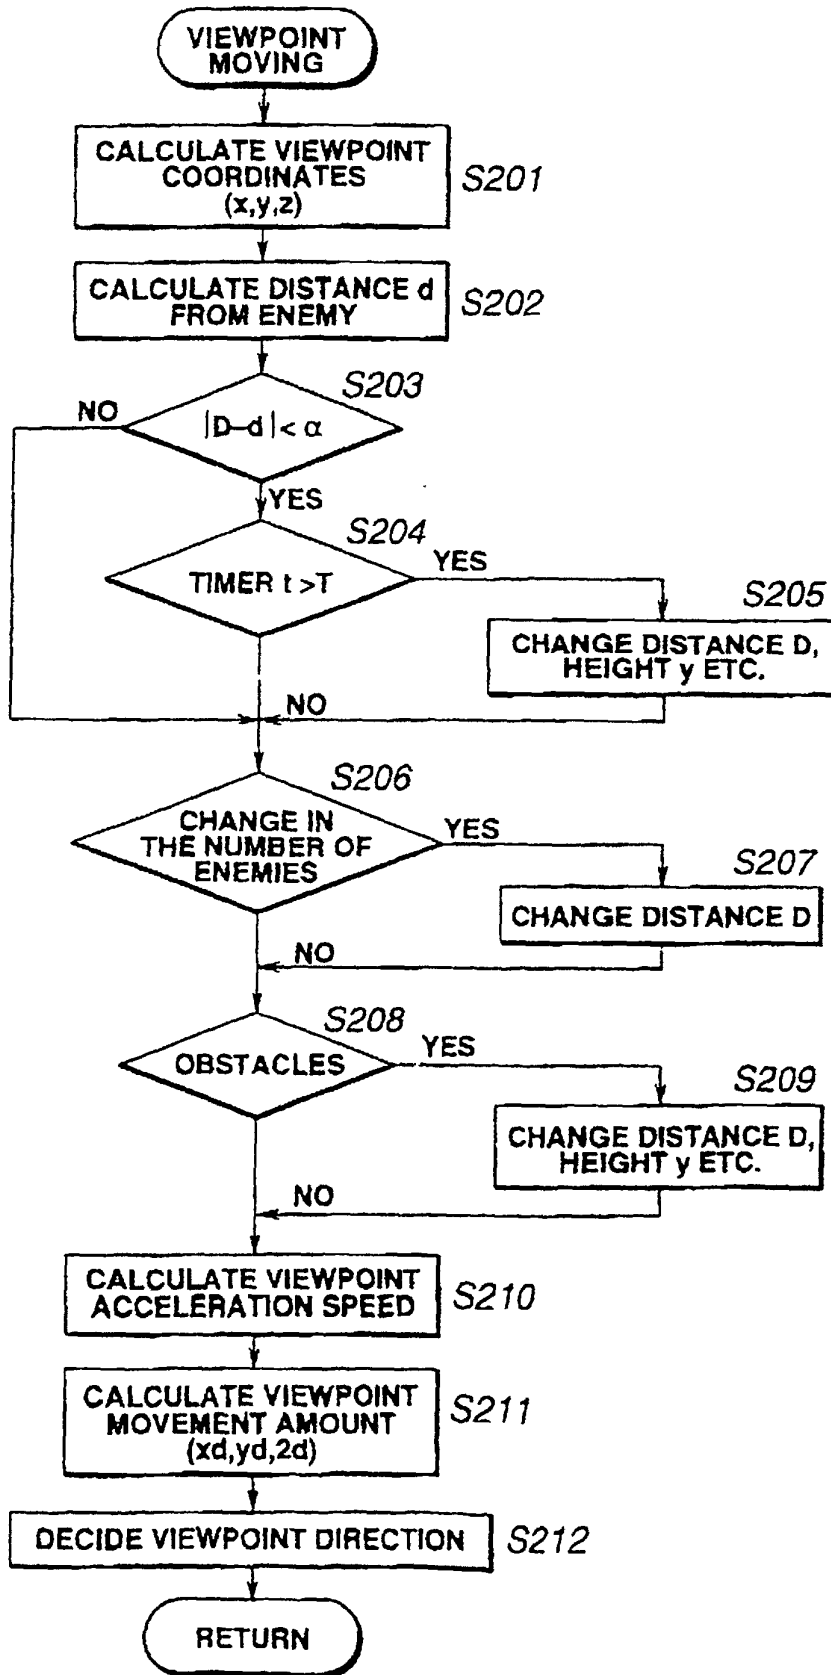 VIEWPOINT
MOVING
CALCULATE VIEWPOINT
COORDINATES
(x,y,z)
S201
CALCULATE DISTANCE d
FROM ENEMY
S202
S203
NO
|D-d|< α
YES
S204
TIMER t >T
YES
S205
CHANGE DISTANCE D,
HEIGHT y ETC.
NO
S206
CHANGE IN
THE NUMBER OF
ENEMIES
YES
S207
CHANGE DISTANCE D
NO
S208
OBSTACLES
YES
S209
CHANGE DISTANCE D,
HEIGHT y ETC.
NO
CALCULATE VIEWPOINT
ACCELERATION SPEED
S210
CALCULATE VIEWPOINT
MOVEMENT AMOUNT
(xd,yd,2d)
S211
DECIDE VIEWPOINT DIRECTION
S212
RETURN